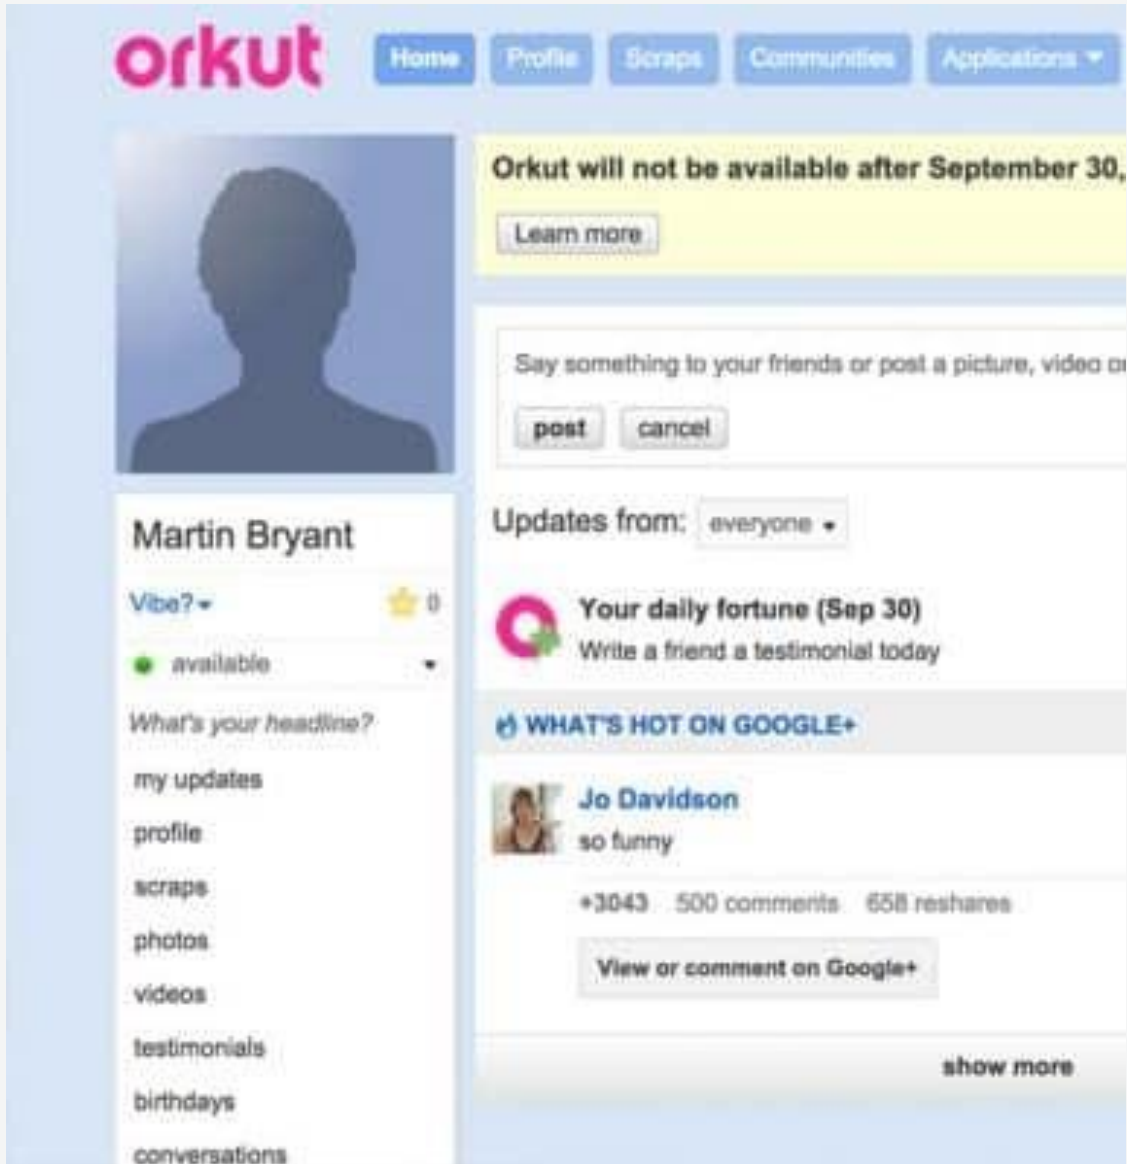 orkut
Home Profile Scraps Communities Applications
Orkut will not be available after September 30,
Learn more
Say something to your friends or post a picture, video or
post cancel
Martin Bryant
Vibe? 0
available
What's your headline?
my updates
profile
scraps
photos
videos
testimonials
birthdays
conversations
Updates from: everyone
Your daily fortune (Sep 30)
Write a friend a testimonial today
WHAT'S HOT ON GOOGLE+
Jo Davidson
so funny
+3043 500 comments 658 reshares
View or comment on Google+
show more